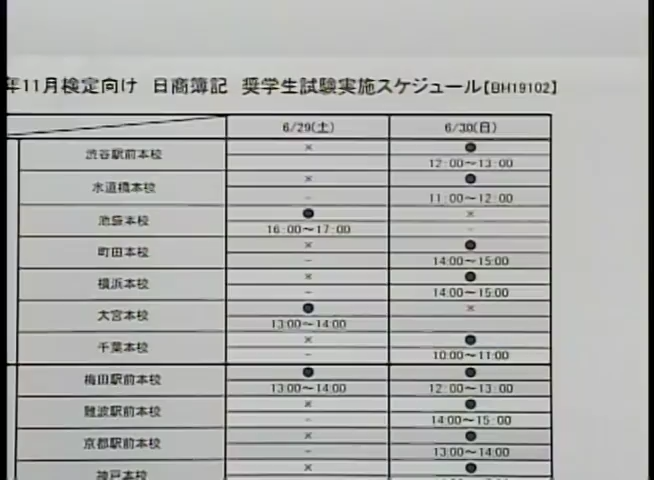 年11月検定向け 日商簿記 奨学生試験実施スケジュール【BH19102】
6/29(土) 6/30(日)
渋谷駅前本校 × ●
12:00〜13:00
水道橋本校 × ●
- 11:00〜12:00
池袋本校 ● ×
16:00〜17:00 -
町田本校 × ●
- 14:00〜15:00
横浜本校 × ●
- 14:00〜15:00
大宮本校 ● ×
13:00〜14:00
千葉本校 × ●
- 10:00〜11:00
梅田駅前本校 ● ●
13:00〜14:00 12:00〜13:00
難波駅前本校 × ●
- 14:00〜15:00
京都駅前本校 × ●
- 13:00〜14:00
神戸本校 × ●